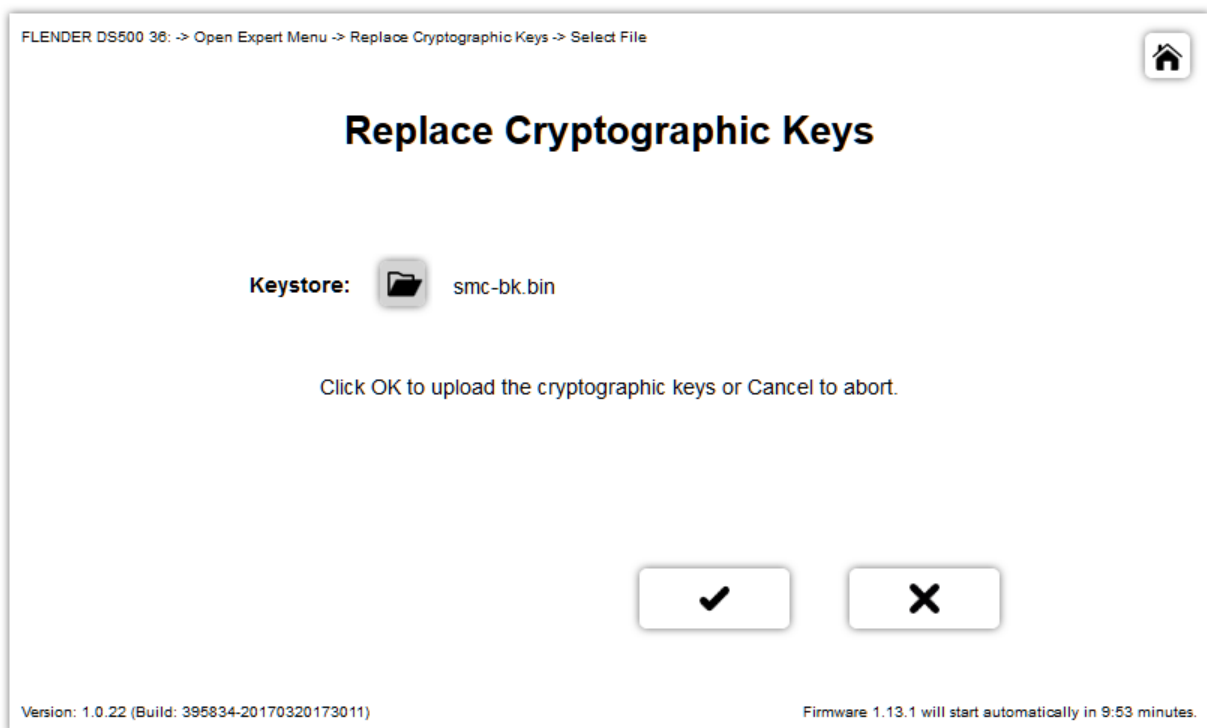 FLENDER DS500 36: -> Open Expert Menu -> Replace Cryptographic Keys -> Select File
Replace Cryptographic Keys
Keystore: smc-bk.bin
Click OK to upload the cryptographic keys or Cancel to abort.
Version: 1.0.22 (Build: 395834-20170320173011) Firmware 1.13.1 will start automatically in 9:53 minutes.